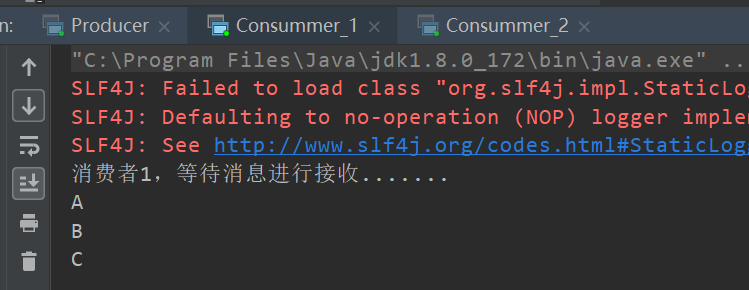 n: Producer × Consummer_1 × Consummer_2 ×
"C:\Program Files\Java\jdk1.8.0_172\bin\java.exe" ..
SLF4J: Failed to load class "org.slf4j.impl.StaticLog
SLF4J: Defaulting to no-operation (NOP) logger implem
SLF4J: See http://www.slf4j.org/codes.html#StaticLogg
消费者1，等待消息进行接收.......
A
B
C